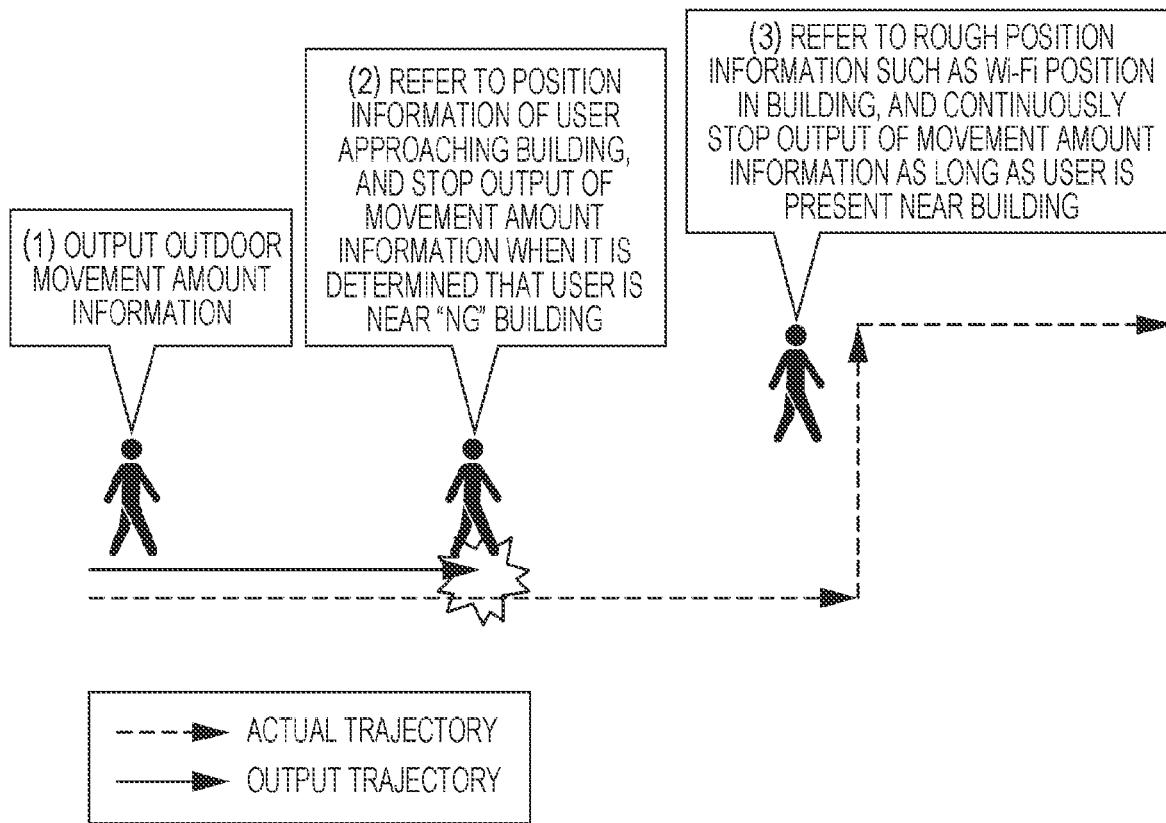 (1) OUTPUT OUTDOOR
MOVEMENT AMOUNT
INFORMATION
(2) REFER TO POSITION
INFORMATION OF USER
APPROACHING BUILDING,
AND STOP OUTPUT OF
MOVEMENT AMOUNT
INFORMATION WHEN IT IS
DETERMINED THAT USER IS
NEAR “NG” BUILDING
(3) REFER TO ROUGH POSITION
INFORMATION SUCH AS Wi-Fi POSITION
IN BUILDING, AND CONTINUOUSLY
STOP OUTPUT OF MOVEMENT AMOUNT
INFORMATION AS LONG AS USER IS
PRESENT NEAR BUILDING
ACTUAL TRAJECTORY
OUTPUT TRAJECTORY